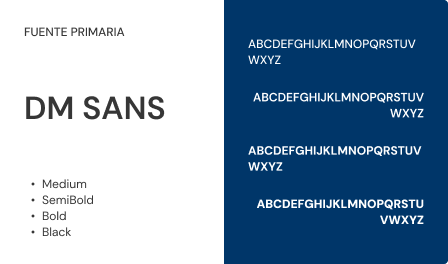 FUENTE PRIMARIA
DM SANS
• Medium
• SemiBold
• Bold
• Black
ABCDEFGHIJKLMNOPQRSTUV
WXYZ
ABCDEFGHIJKLMNOPQRSTUV
WXYZ
ABCDEFGHIJKLMNOPQRSTUV
WXYZ
ABCDEFGHIJKLMNOPQRSTU
VWXYZ